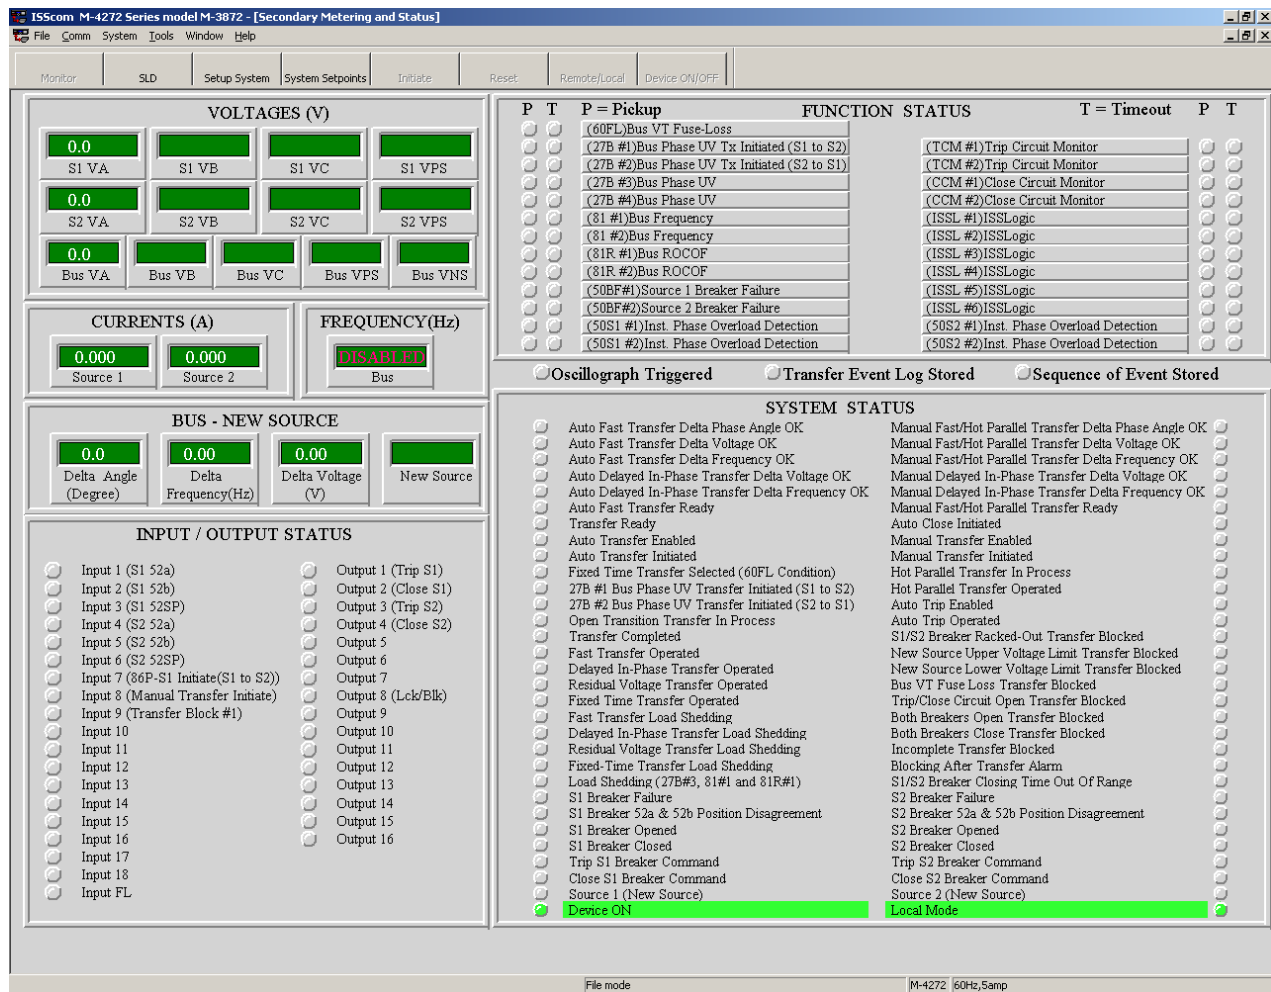 ISScom M-4272 Series model M-3872 - [Secondary Metering and Status]
File Comm System Tools Window Help
Monitor SLD Setup System System Setpoints Initiate Reset Remote/Local Device ON/OFF
VOLTAGES (V)
0.0
S1 VA S1 VB S1 VC S1 VPS
0.0
S2 VA S2 VB S2 VC S2 VPS
0.0
Bus VA Bus VB Bus VC Bus VPS Bus VNS
CURRENTS (A)
0.000 0.000
Source 1 Source 2
FREQUENCY(Hz)
DISABLED
Bus
BUS - NEW SOURCE
0.0 0.00 0.00
Delta Angle (Degree)
Delta Frequency(Hz)
Delta Voltage (V)
New Source
INPUT / OUTPUT STATUS
Input 1 (S1 52a) Output 1 (Trip S1)
Input 2 (S1 52b) Output 2 (Close S1)
Input 3 (S1 52SP) Output 3 (Trip S2)
Input 4 (S2 52a) Output 4 (Close S2)
Input 5 (S2 52b) Output 5
Input 6 (S2 52SP) Output 6
Input 7 (86P-S1 Initiate(S1 to S2)) Output 7
Input 8 (Manual Transfer Initiate) Output 8 (Lck/Blk)
Input 9 (Transfer Block #1) Output 9
Input 10 Output 10
Input 11 Output 11
Input 12 Output 12
Input 13 Output 13
Input 14 Output 14
Input 15 Output 15
Input 16 Output 16
Input 17
Input 18
Input FL
P T P = Pickup FUNCTION STATUS T = Timeout P T
(60FL)Bus VT Fuse-Loss
(27B #1)Bus Phase UV Tx Initiated (S1 to S2) (TCM #1)Trip Circuit Monitor
(27B #2)Bus Phase UV Tx Initiated (S2 to S1) (TCM #2)Trip Circuit Monitor
(27B #3)Bus Phase UV (CCM #1)Close Circuit Monitor
(27B #4)Bus Phase UV (CCM #2)Close Circuit Monitor
(81 #1)Bus Frequency (ISSL #1)ISSLogic
(81 #2)Bus Frequency (ISSL #2)ISSLogic
(81R #1)Bus ROCOF (ISSL #3)ISSLogic
(81R #2)Bus ROCOF (ISSL #4)ISSLogic
(50BF#1)Source 1 Breaker Failure (ISSL #5)ISSLogic
(50BF#2)Source 2 Breaker Failure (ISSL #6)ISSLogic
(50S1 #1)Inst. Phase Overload Detection (50S2 #1)Inst. Phase Overload Detection
(50S1 #2)Inst. Phase Overload Detection (50S2 #2)Inst. Phase Overload Detection
Oscillograph Triggered Transfer Event Log Stored Sequence of Event Stored
SYSTEM STATUS
Auto Fast Transfer Delta Phase Angle OK Manual Fast/Hot Parallel Transfer Delta Phase Angle OK
Auto Fast Transfer Delta Voltage OK Manual Fast/Hot Parallel Transfer Delta Voltage OK
Auto Fast Transfer Delta Frequency OK Manual Fast/Hot Parallel Transfer Delta Frequency OK
Auto Delayed In-Phase Transfer Delta Voltage OK Manual Delayed In-Phase Transfer Delta Voltage OK
Auto Delayed In-Phase Transfer Delta Frequency OK Manual Delayed In-Phase Transfer Delta Frequency OK
Auto Fast Transfer Ready Manual Fast/Hot Parallel Transfer Ready
Transfer Ready Auto Close Initiated
Auto Transfer Enabled Manual Transfer Enabled
Auto Transfer Initiated Manual Transfer Initiated
Fixed Time Transfer Selected (60FL Condition) Hot Parallel Transfer In Process
27B #1 Bus Phase UV Transfer Initiated (S1 to S2) Hot Parallel Transfer Operated
27B #2 Bus Phase UV Transfer Initiated (S2 to S1) Auto Trip Enabled
Open Transition Transfer In Process Auto Trip Operated
Transfer Completed S1/S2 Breaker Racked-Out Transfer Blocked
Fast Transfer Operated New Source Upper Voltage Limit Transfer Blocked
Delayed In-Phase Transfer Operated New Source Lower Voltage Limit Transfer Blocked
Residual Voltage Transfer Operated Bus VT Fuse Loss Transfer Blocked
Fixed Time Transfer Operated Trip/Close Circuit Open Transfer Blocked
Fast Transfer Load Shedding Both Breakers Open Transfer Blocked
Delayed In-Phase Transfer Load Shedding Both Breakers Close Transfer Blocked
Residual Voltage Transfer Load Shedding Incomplete Transfer Blocked
Fixed-Time Transfer Load Shedding Blocking After Transfer Alarm
Load Shedding (27B#3, 81#1 and 81R#1) S1/S2 Breaker Closing Time Out Of Range
S1 Breaker Failure S2 Breaker Failure
S1 Breaker 52a & 52b Position Disagreement S2 Breaker 52a & 52b Position Disagreement
S1 Breaker Opened S2 Breaker Opened
S1 Breaker Closed S2 Breaker Closed
Trip S1 Breaker Command Trip S2 Breaker Command
Close S1 Breaker Command Close S2 Breaker Command
Source 1 (New Source) Source 2 (New Source)
Device ON Local Mode
File mode M-4272 60Hz,5amp